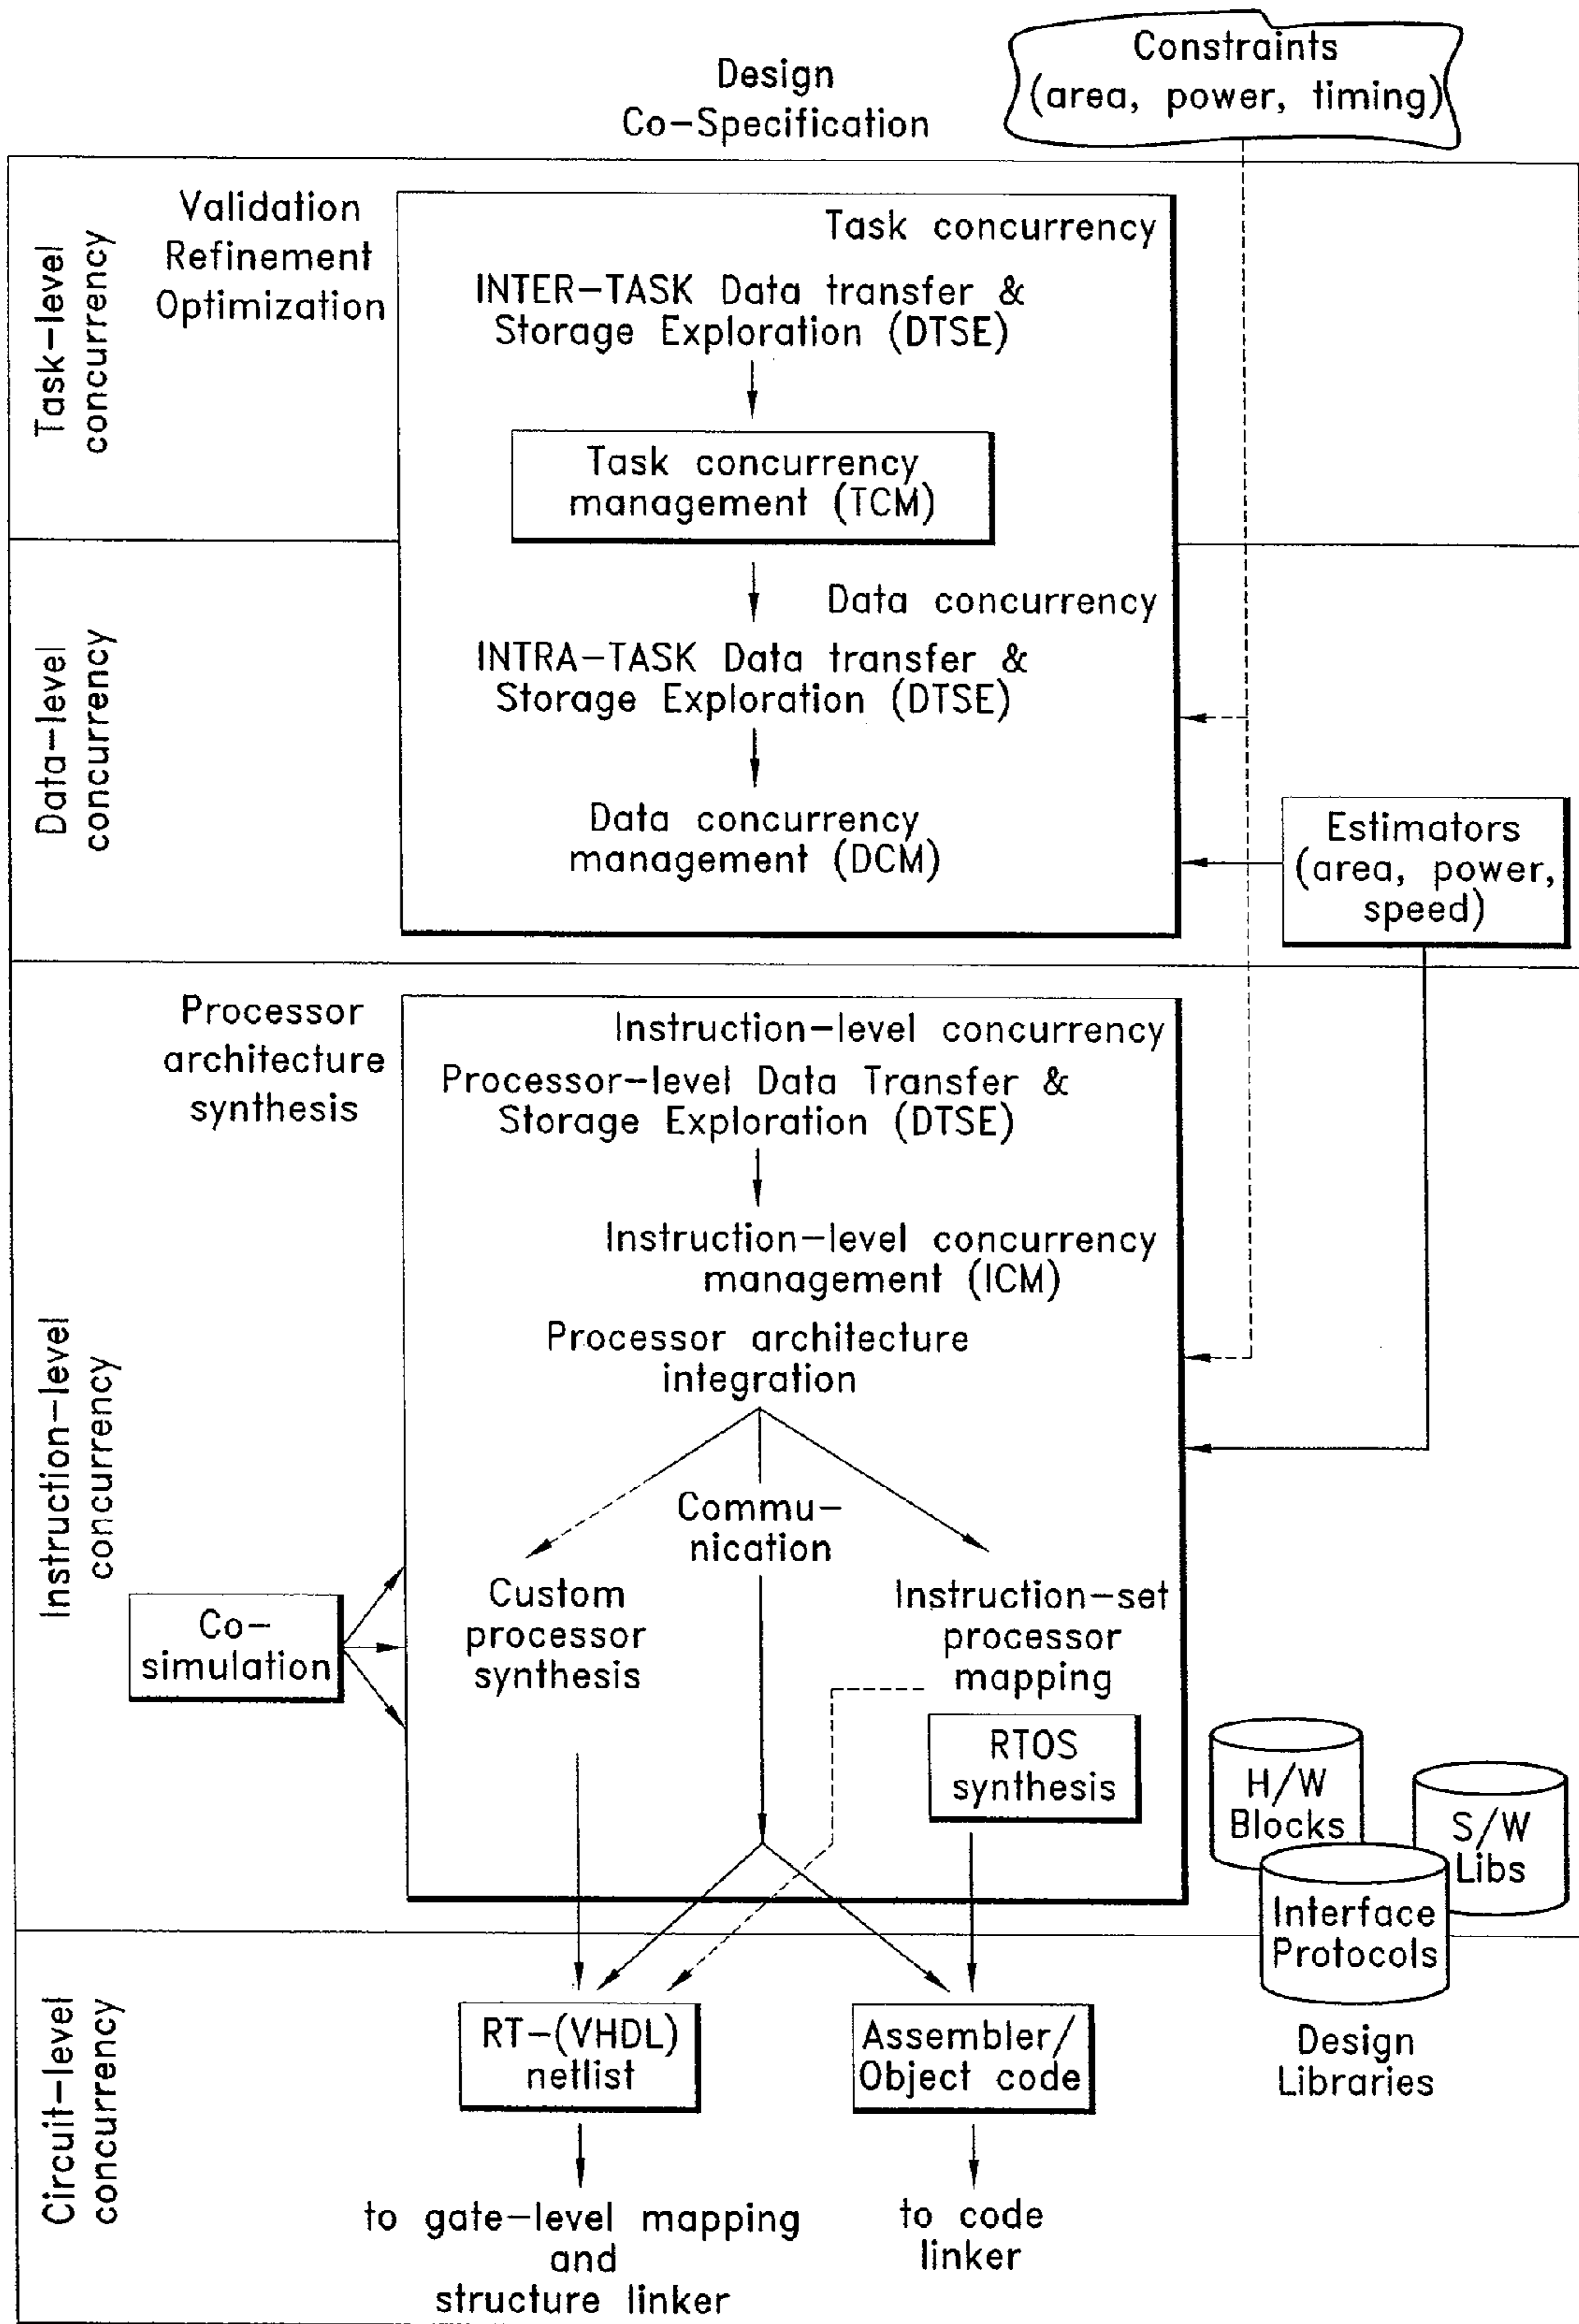 Constraints
(area, power, timing)
Design
Co-Specification
Task-level
concurrency
Validation
Refinement
Optimization
Task concurrency
INTER-TASK Data transfer &
Storage Exploration (DTSE)
Task concurrency
management (TCM)
Data-level
concurrency
Data concurrency
INTRA-TASK Data transfer &
Storage Exploration (DTSE)
Data concurrency
management (DCM)
Estimators
(area, power,
speed)
Instruction-level
concurrency
Processor
architecture
synthesis
Instruction-level concurrency
Processor-level Data Transfer &
Storage Exploration (DTSE)
Instruction-level concurrency
management (ICM)
Processor architecture
integration
Commu-
nication
Custom
processor
synthesis
Instruction-set
processor
mapping
Co-
simulation
RTOS
synthesis
H/W
Blocks
S/W
Libs
Interface
Protocols
Design
Libraries
Circuit-level
concurrency
RT-(VHDL)
netlist
Assembler/
Object code
to gate-level mapping
and
structure linker
to code
linker